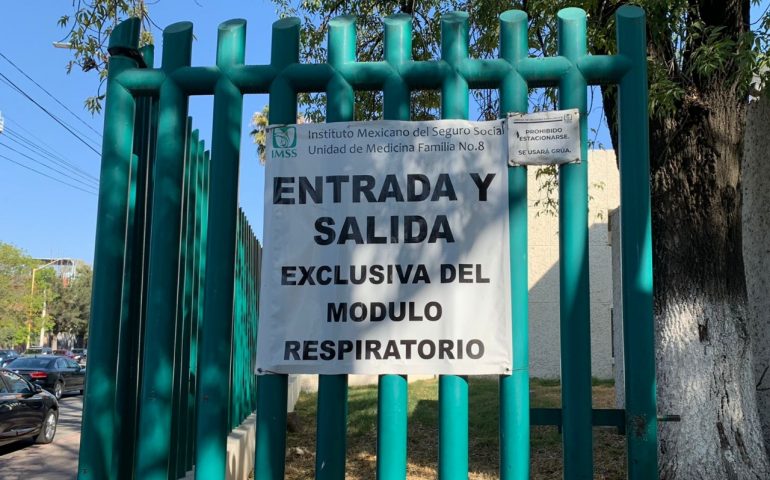 IMSS
Instituto Mexicano del Seguro Social
Unidad de Medicina Familia No.8
ENTRADA Y
SALIDA
EXCLUSIVA DEL
MODULO
RESPIRATORIO
PROHIBIDO
ESTACIONARSE.
SE USARÁ GRÚA.